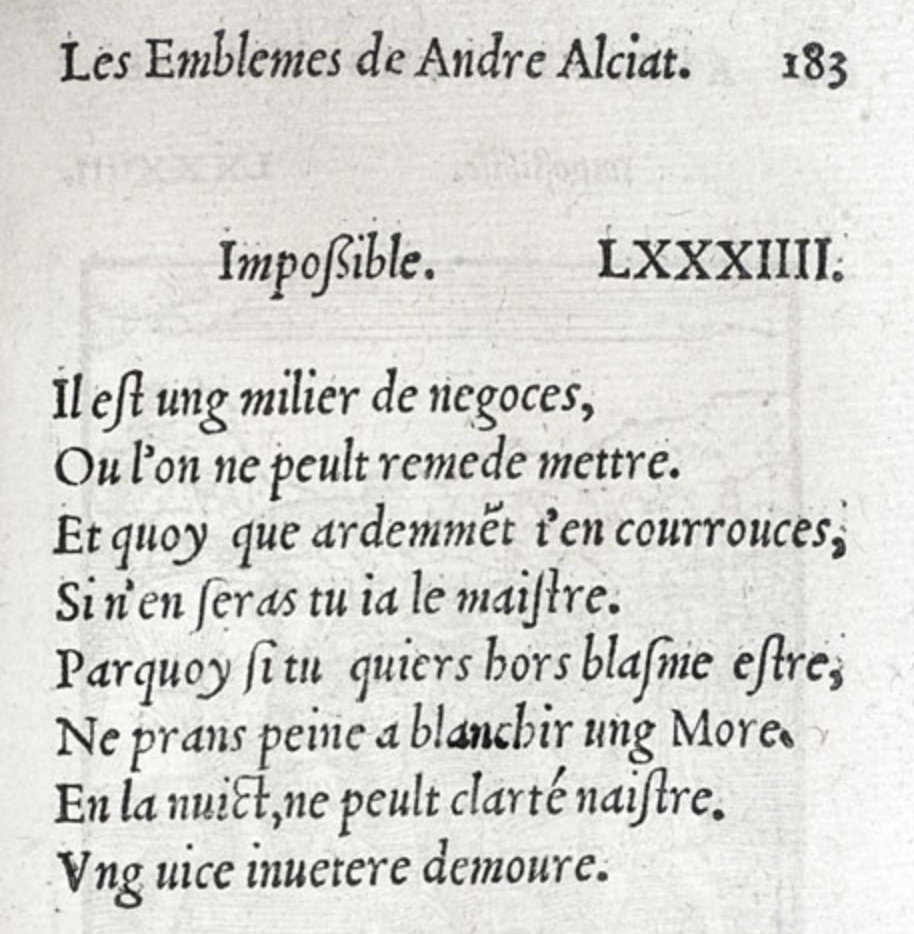 Les Emblemes de Andre Alciat. 183
Impoſsible. LXXXIIII.
Il eſt ung milier de negoces,
Ou l'on ne peult remede mettre.
Et quoy que ardemmẽt t'en courrouces,
Si n'en ſeras tu ia le maiſtre.
Parquoy ſi tu quiers hors blaſme eſtre,
Ne prans peine a blanchir ung More.
En la nuict, ne peult clarté naiſtre.
Vng uice inuetere demoure.